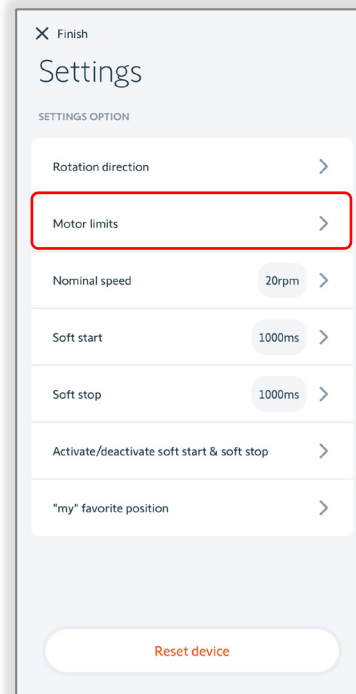 Finish
Settings
SETTINGS OPTION
Rotation direction
Motor limits
Nominal speed 20rpm
Soft start 1000ms
Soft stop 1000ms
Activate/deactivate soft start & soft stop
"my" favorite position
Reset device